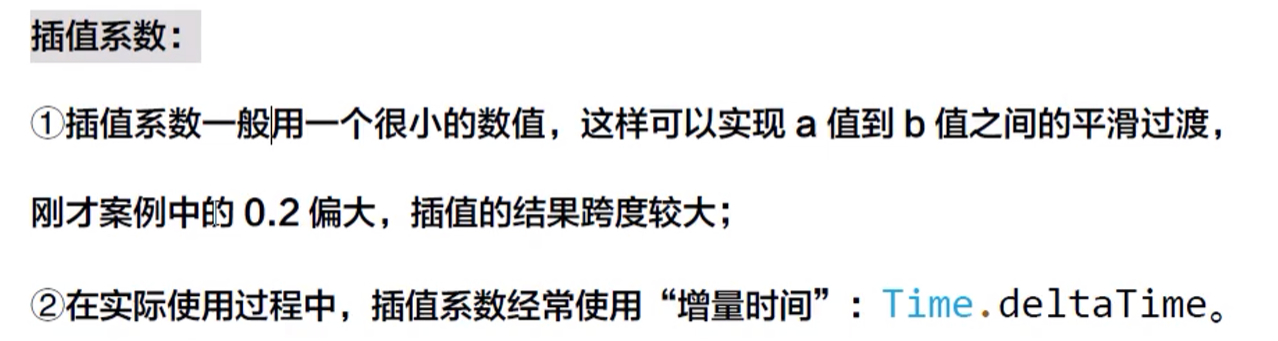 插值系数：
①插值系数一般用一个很小的数值，这样可以实现 a 值到 b 值之间的平滑过渡，
刚才案例中的 0.2 偏大，插值的结果跨度较大；
②在实际使用过程中，插值系数经常使用“增量时间”：Time.deltaTime。